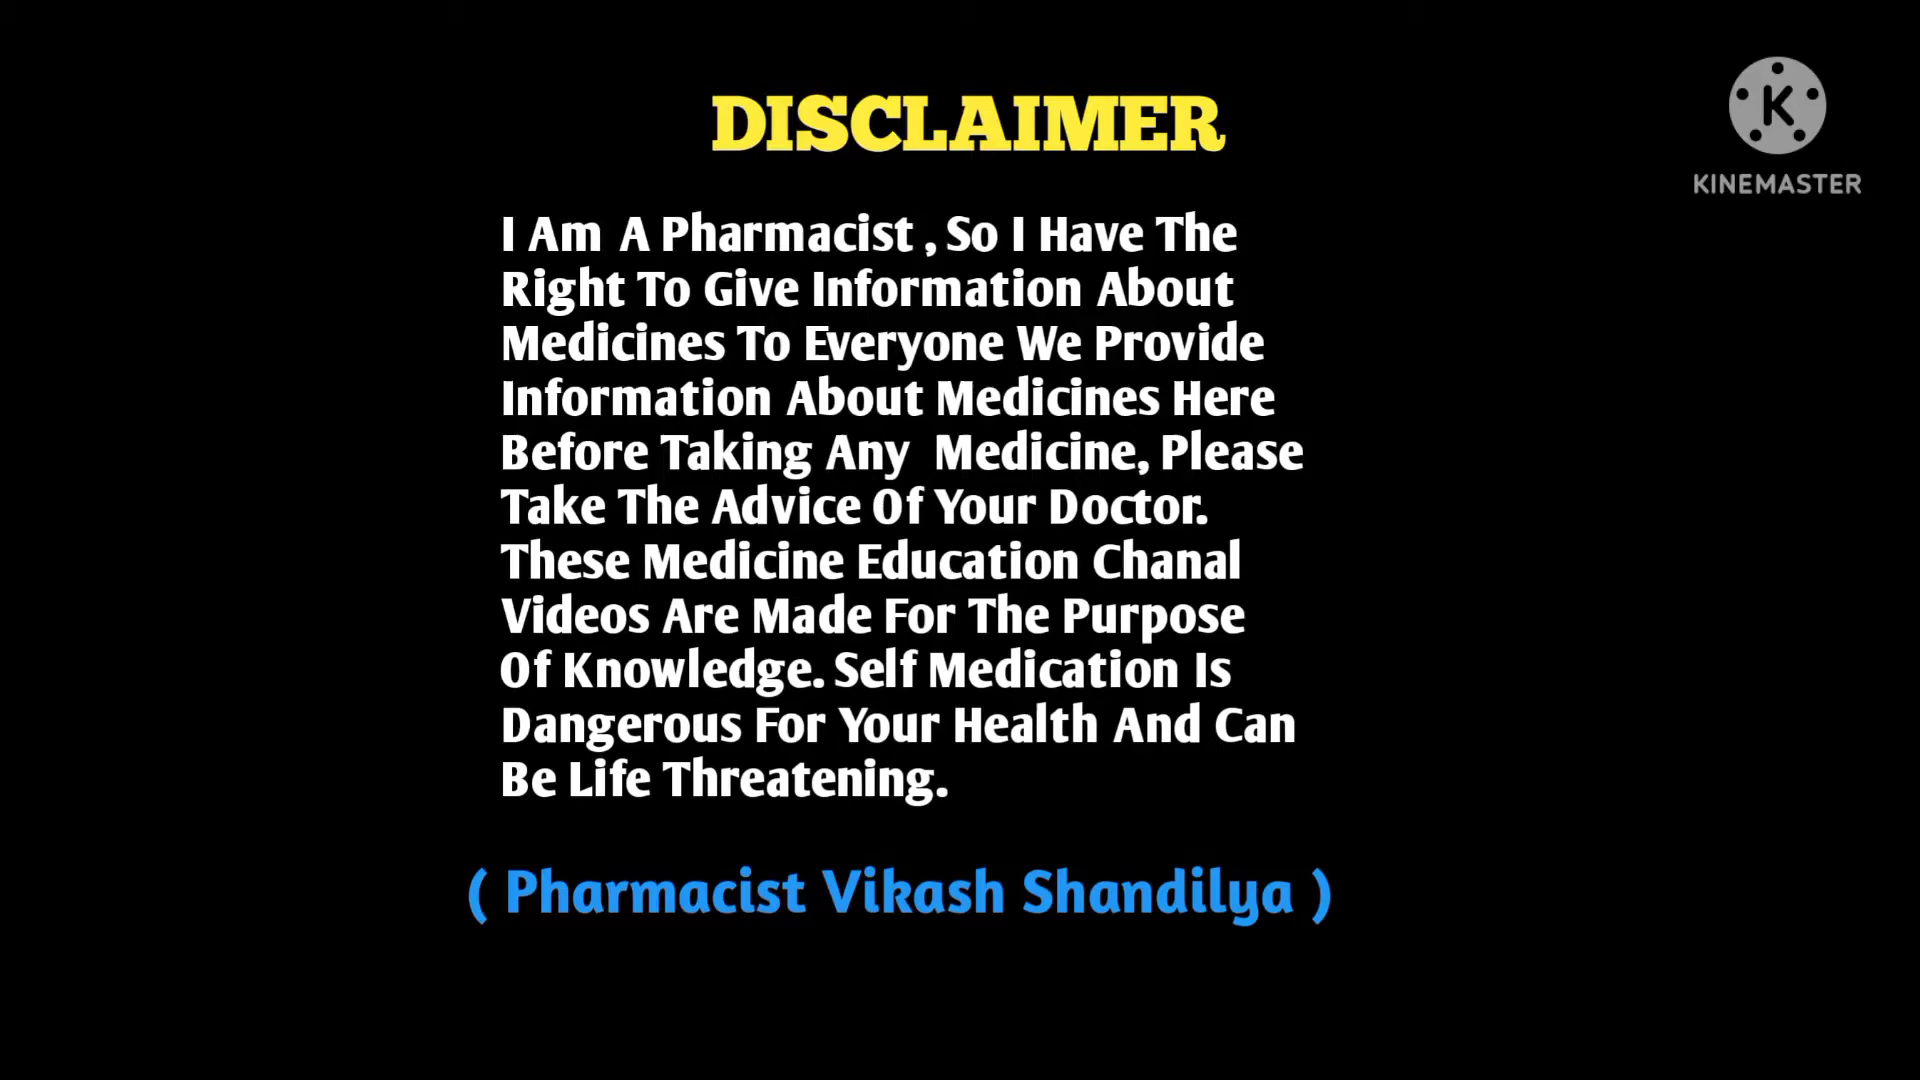 DISCLAIMER
K
KINEMASTER
I Am A Pharmacist , So I Have The
Right To Give Information About
Medicines To Everyone We Provide
Information About Medicines Here
Before Taking Any Medicine, Please
Take The Advice Of Your Doctor.
These Medicine Education Chanal
Videos Are Made For The Purpose
Of Knowledge. Self Medication Is
Dangerous For Your Health And Can
Be Life Threatening.
( Pharmacist Vikash Shandilya )